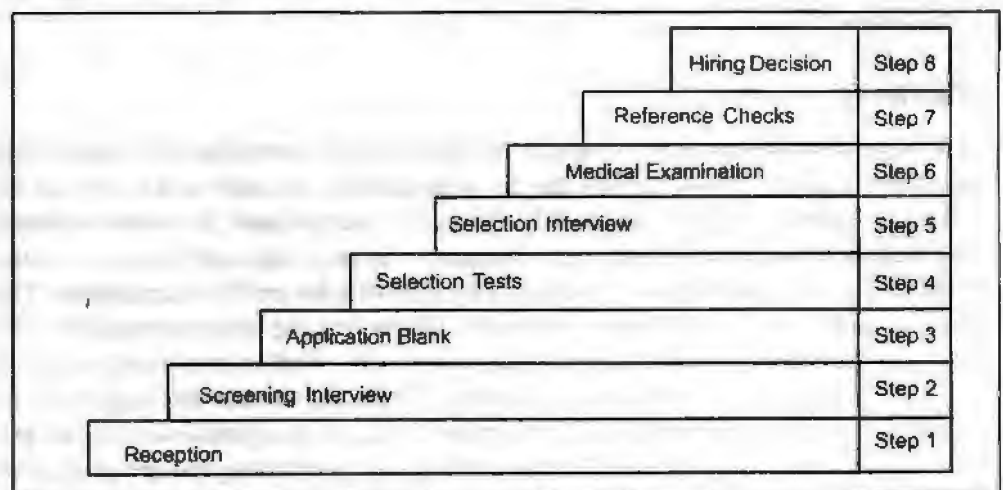 Hiring Decision Step 8
Reference Checks Step 7
Medical Examination Step 6
Selection Interview Step 5
Selection Tests Step 4
Application Blank Step 3
Screening Interview Step 2
Reception Step 1